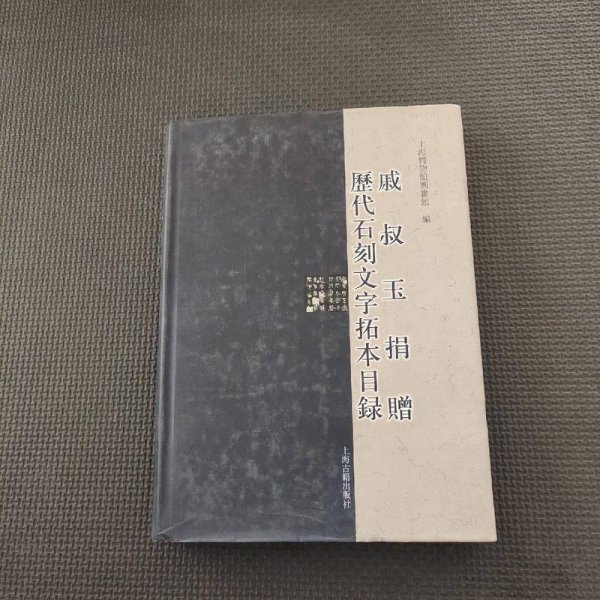 上海博物館圖書館 編
戚叔玉捐贈
歷代石刻文字拓本目録
上海古籍出版社